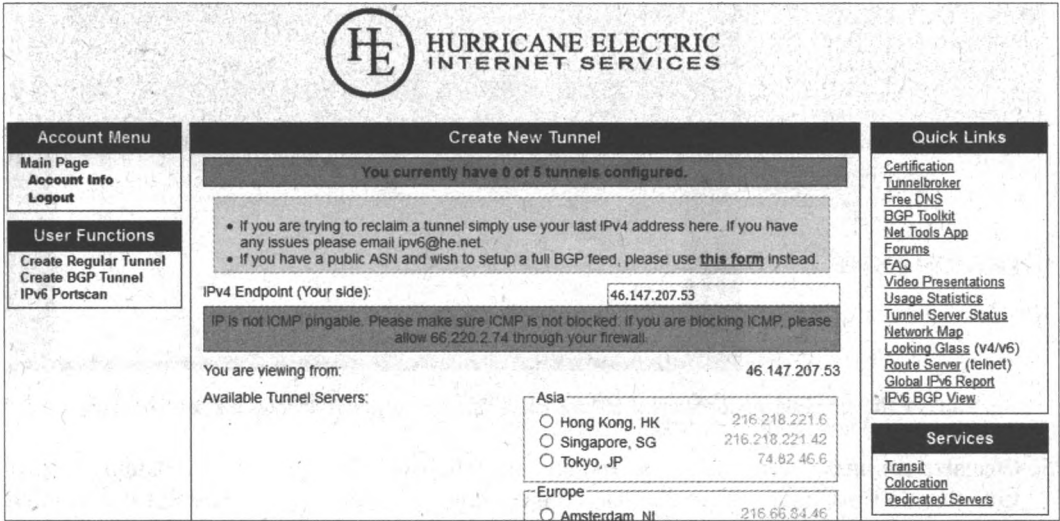 HE
HURRICANE ELECTRIC
INTERNET SERVICES
Account Menu
Main Page
Account Info
Logout
User Functions
Create Regular Tunnel
Create BGP Tunnel
IPv6 Portscan
Create New Tunnel
You currently have 0 of 5 tunnels configured.
• If you are trying to reclaim a tunnel simply use your last IPv4 address here. If you have
any issues please email ipv6@he.net.
• If you have a public ASN and wish to setup a full BGP feed, please use this form instead.
IPv4 Endpoint (Your side):
46.147.207.53
IP is not ICMP pingable. Please make sure ICMP is not blocked. If you are blocking ICMP, please
allow 66.220.2.74 through your firewall.
You are viewing from:
46.147.207.53
Available Tunnel Servers:
Asia
Hong Kong, HK 216.218.221.6
Singapore, SG 216.218.221.42
Tokyo, JP 74.82.46.6
Europe
Amsterdam, NL 216.66.84.46
Quick Links
Certification
Tunnelbroker
Free DNS
BGP Toolkit
Net Tools App
Forums
FAQ
Video Presentations
Usage Statistics
Tunnel Server Status
Network Map
Looking Glass (v4/v6)
Route Server (telnet)
Global IPv6 Report
IPv6 BGP View
Services
Transit
Colocation
Dedicated Servers